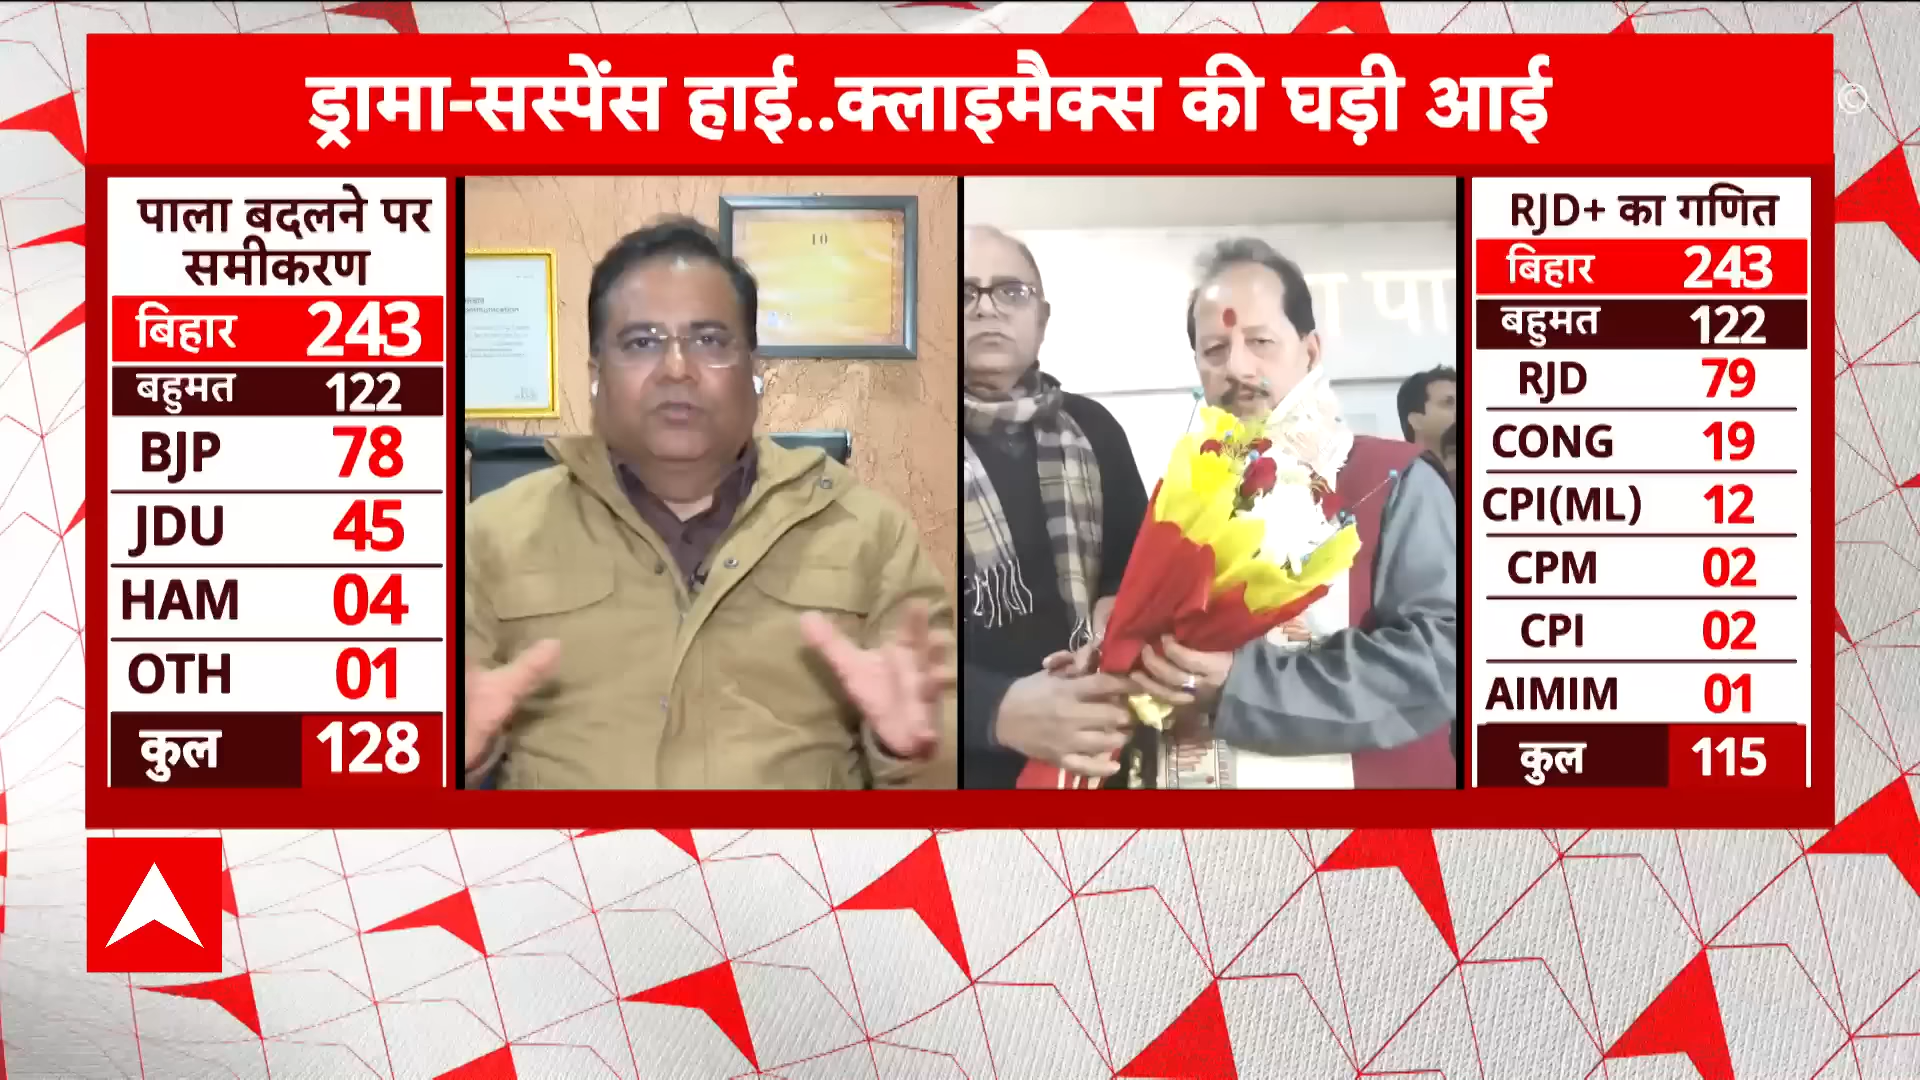 ड्रामा-सस्पेंस हाई..क्लाइमैक्स की घड़ी आई
©
पाला बदलने पर
समीकरण
बिहार 243
बहुमत 122
BJP 78
JDU 45
HAM 04
OTH 01
कुल 128
10
पा
RJD+ का गणित
बिहार 243
बहुमत 122
RJD 79
CONG 19
CPI(ML) 12
CPM 02
CPI 02
AIMIM 01
कुल 115